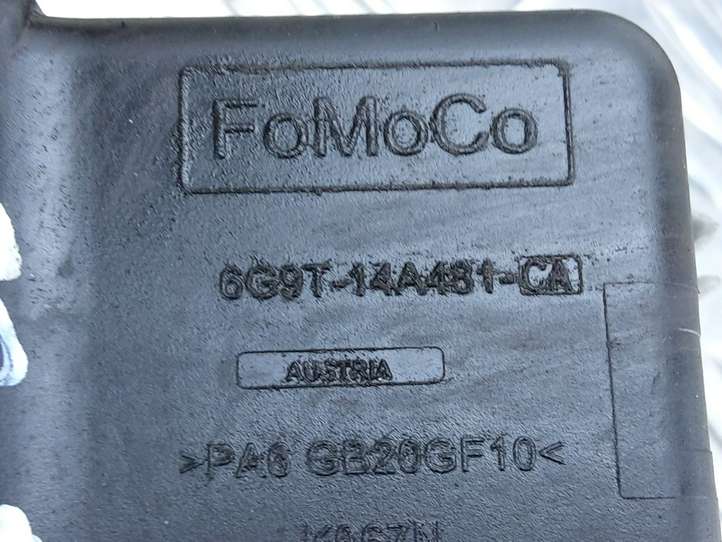 FoMoCo
6G9T-14A481-CA
AUSTRIA
>PA6 GB20GF10<